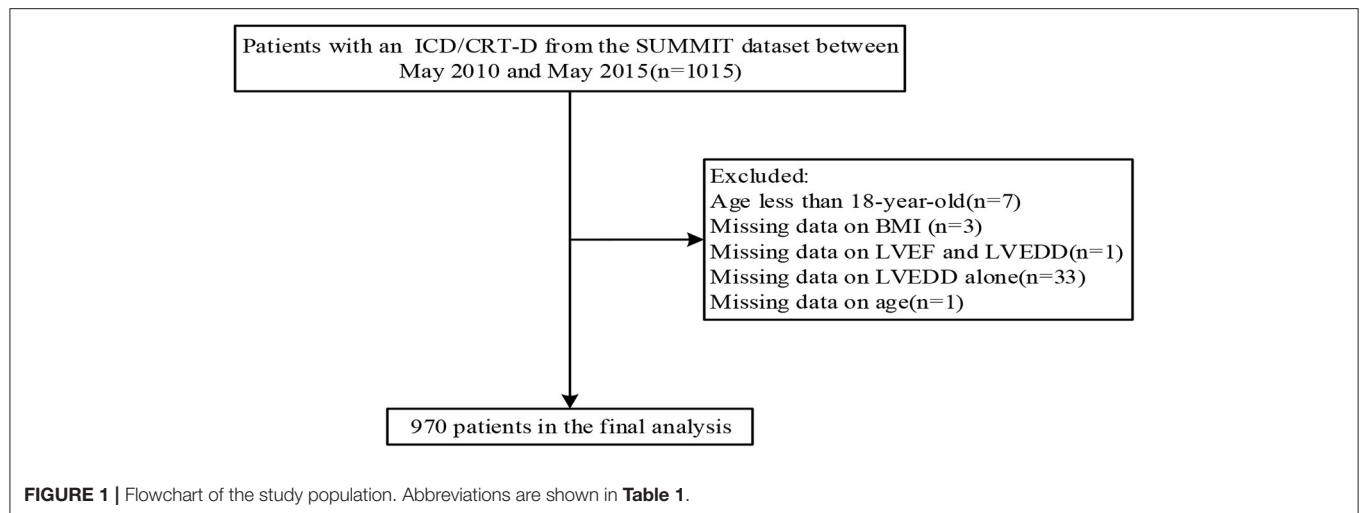 Patients with an ICD/CRT-D from the SUMMIT dataset between
May 2010 and May 2015(n=1015)
Excluded:
Age less than 18-year-old(n=7)
Missing data on BMI (n=3)
Missing data on LVEF and LVEDD(n=1)
Missing data on LVEDD alone(n=33)
Missing data on age(n=1)
970 patients in the final analysis
FIGURE 1 | Flowchart of the study population. Abbreviations are shown in Table 1.